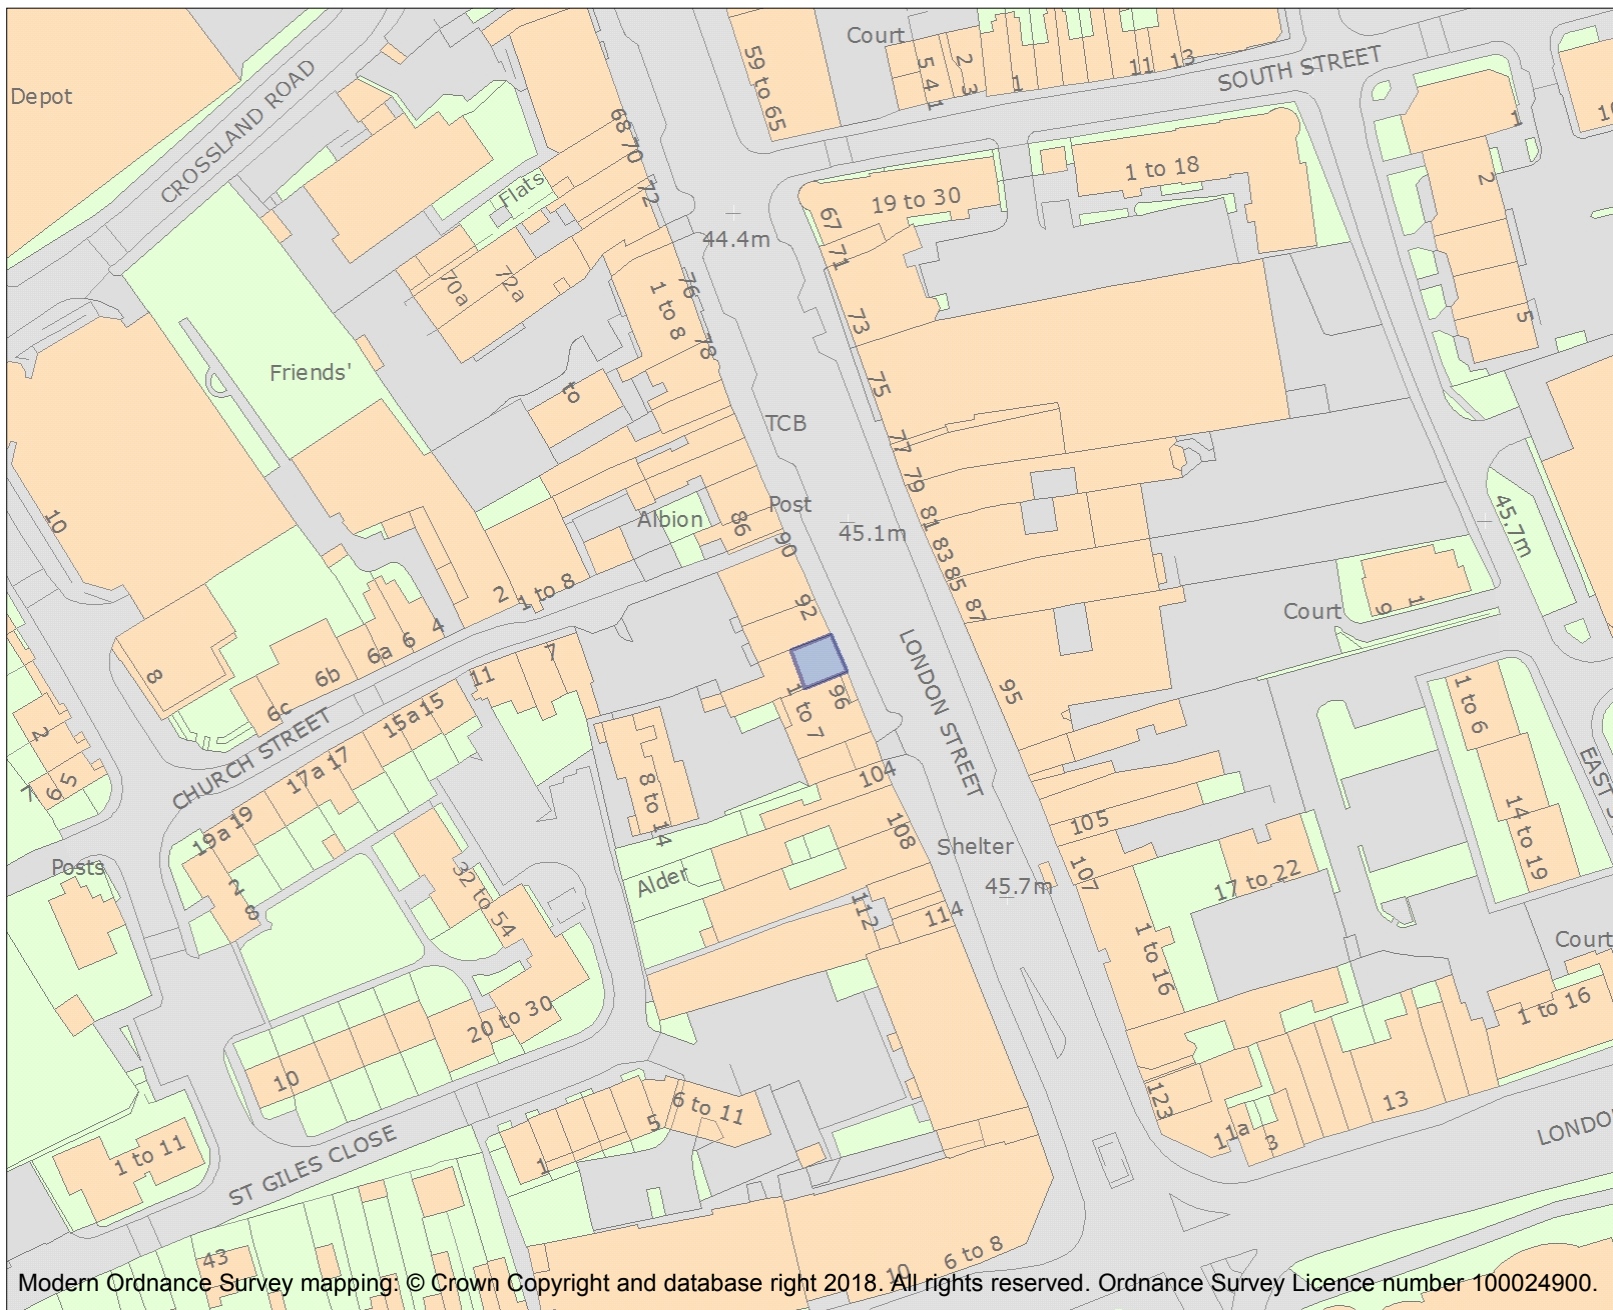 Depot
CROSSLAND ROAD
59 to 65
Court
5 4 1
2 3
1
11
13
SOUTH STREET
1
10
68
70
72
Flats
67
19 to 30
1 to 18
2
44.4m
71
70a
72a
76
1 to 8
78
73
5
Friends'
to
75
TCB
77
79
10
Albion
86
Post
90
45.1m
81
83
85
87
45.7m
2
1 to 8
92
Court
9
1
8
6b
6a
6
4
6c
7
11
1 to 7
96
LONDON STREET
95
1 to 6
CHURCH STREET
15a
15
17a
17
2
7
6
5
19a
19
8 to 14
104
EAST S
14 to 19
Posts
2
8
32 to 54
Alder
108
Shelter
45.7m
105
107
17 to 22
112
114
1 to 16
Court
20 to 30
10
1 to 16
6 to 11
5
1
123
11a
3
13
LONDO
1 to 11
ST GILES CLOSE
43
10
6 to 8
Modern Ordnance Survey mapping: © Crown Copyright and database right 2018. All rights reserved. Ordnance Survey Licence number 100024900.